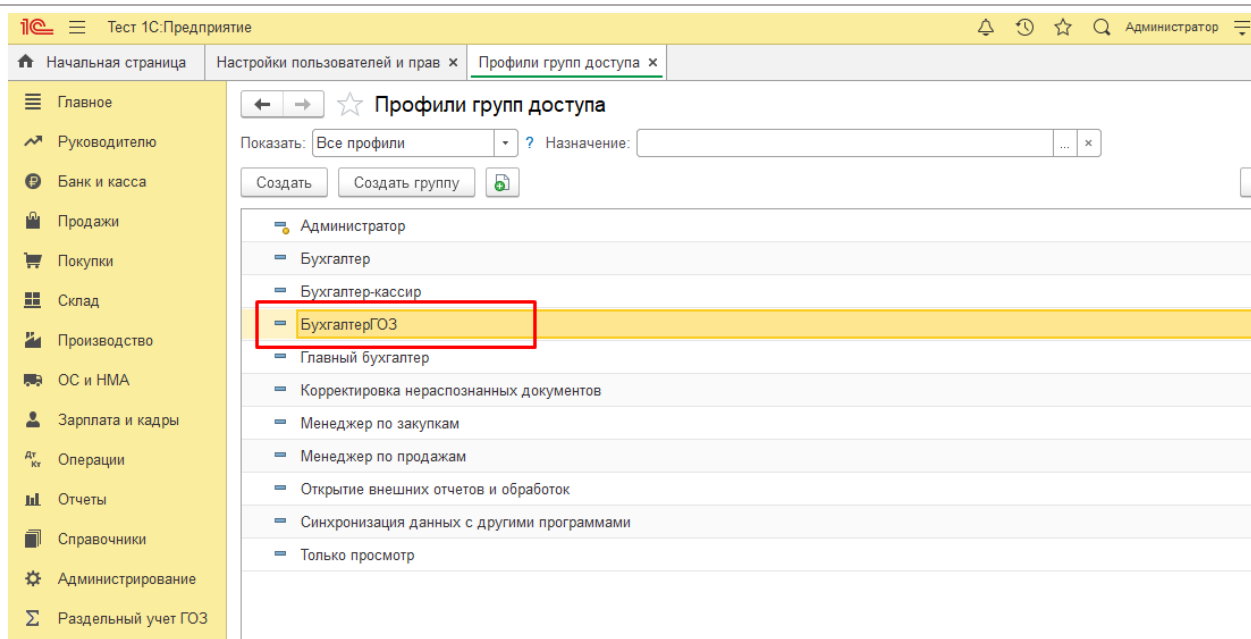 1С Тест 1С:Предприятие Администратор
Начальная страница Настройки пользователей и прав × Профили групп доступа ×
Главное
Руководителю
Банк и касса
Продажи
Покупки
Склад
Производство
ОС и НМА
Зарплата и кадры
Дт Кт Операции
Отчеты
Справочники
Администрирование
Раздельный учет ГОЗ
Профили групп доступа
Показать: Все профили ? Назначение: ... ×
Создать Создать группу
Администратор
Бухгалтер
Бухгалтер-кассир
БухгалтерГОЗ
Главный бухгалтер
Корректировка нераспознанных документов
Менеджер по закупкам
Менеджер по продажам
Открытие внешних отчетов и обработок
Синхронизация данных с другими программами
Только просмотр